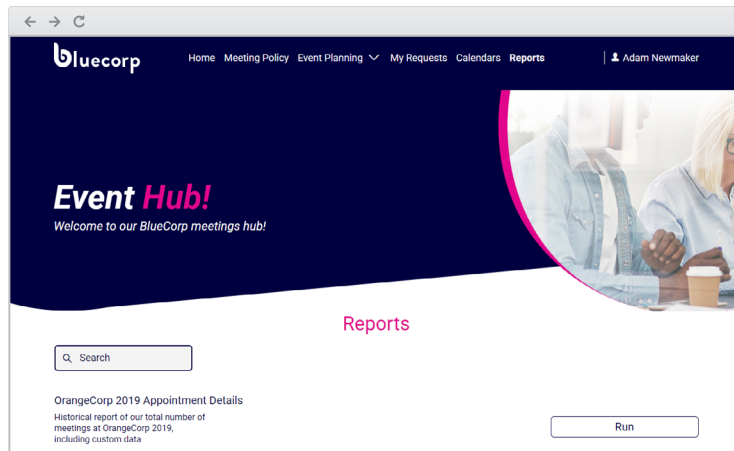 bluecorp
Home Meeting Policy Event Planning My Requests Calendars Reports
Adam Newmaker
Event Hub!
Welcome to our BlueCorp meetings hub!
Reports
Search
OrangeCorp 2019 Appointment Details
Historical report of our total number of
meetings at OrangeCorp 2019,
including custom data
Run